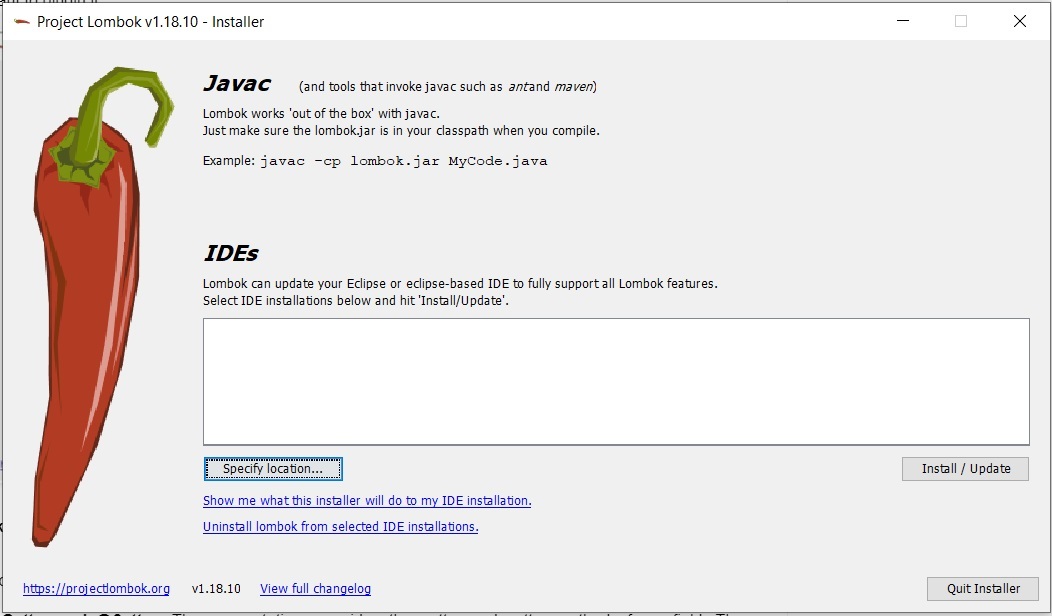 Project Lombok v1.18.10 - Installer
Javac (and tools that invoke javac such as ant and maven)
Lombok works 'out of the box' with javac.
Just make sure the lombok.jar is in your classpath when you compile.
Example: javac -cp lombok.jar MyCode.java
IDEs
Lombok can update your Eclipse or eclipse-based IDE to fully support all Lombok features.
Select IDE installations below and hit 'Install/Update'.
Specify location... Install / Update
Show me what this installer will do to my IDE installation.
Uninstall lombok from selected IDE installations.
https://projectlombok.org v1.18.10 View full changelog Quit Installer